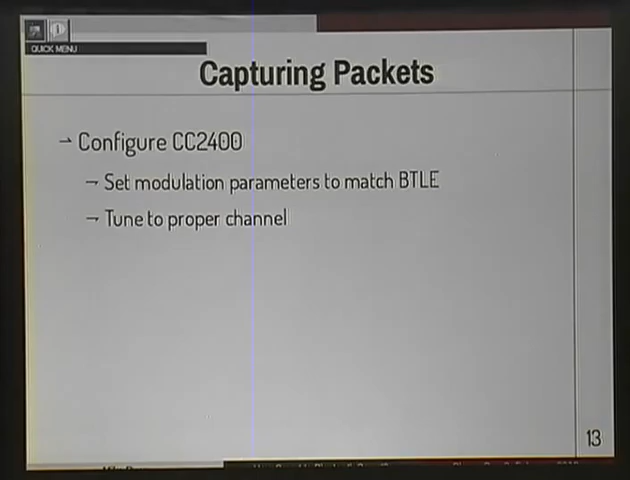 QUICK MENU
Capturing Packets
→ Configure CC2400
→ Set modulation parameters to match BTLE
→ Tune to proper channel
13